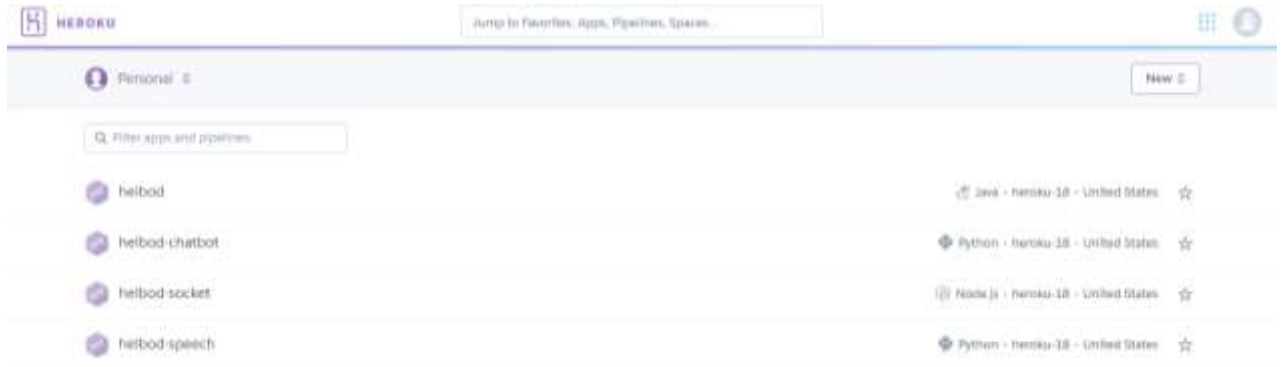 HEROKU
Jump to Favorites, Apps, Pipelines, Spaces...
Personal
New
Filter apps and pipelines
helbod
Java · heroku-18 · United States
helbod-chatbot
Python · heroku-18 · United States
helbod-socket
Node.js · heroku-18 · United States
helbod-speech
Python · heroku-18 · United States